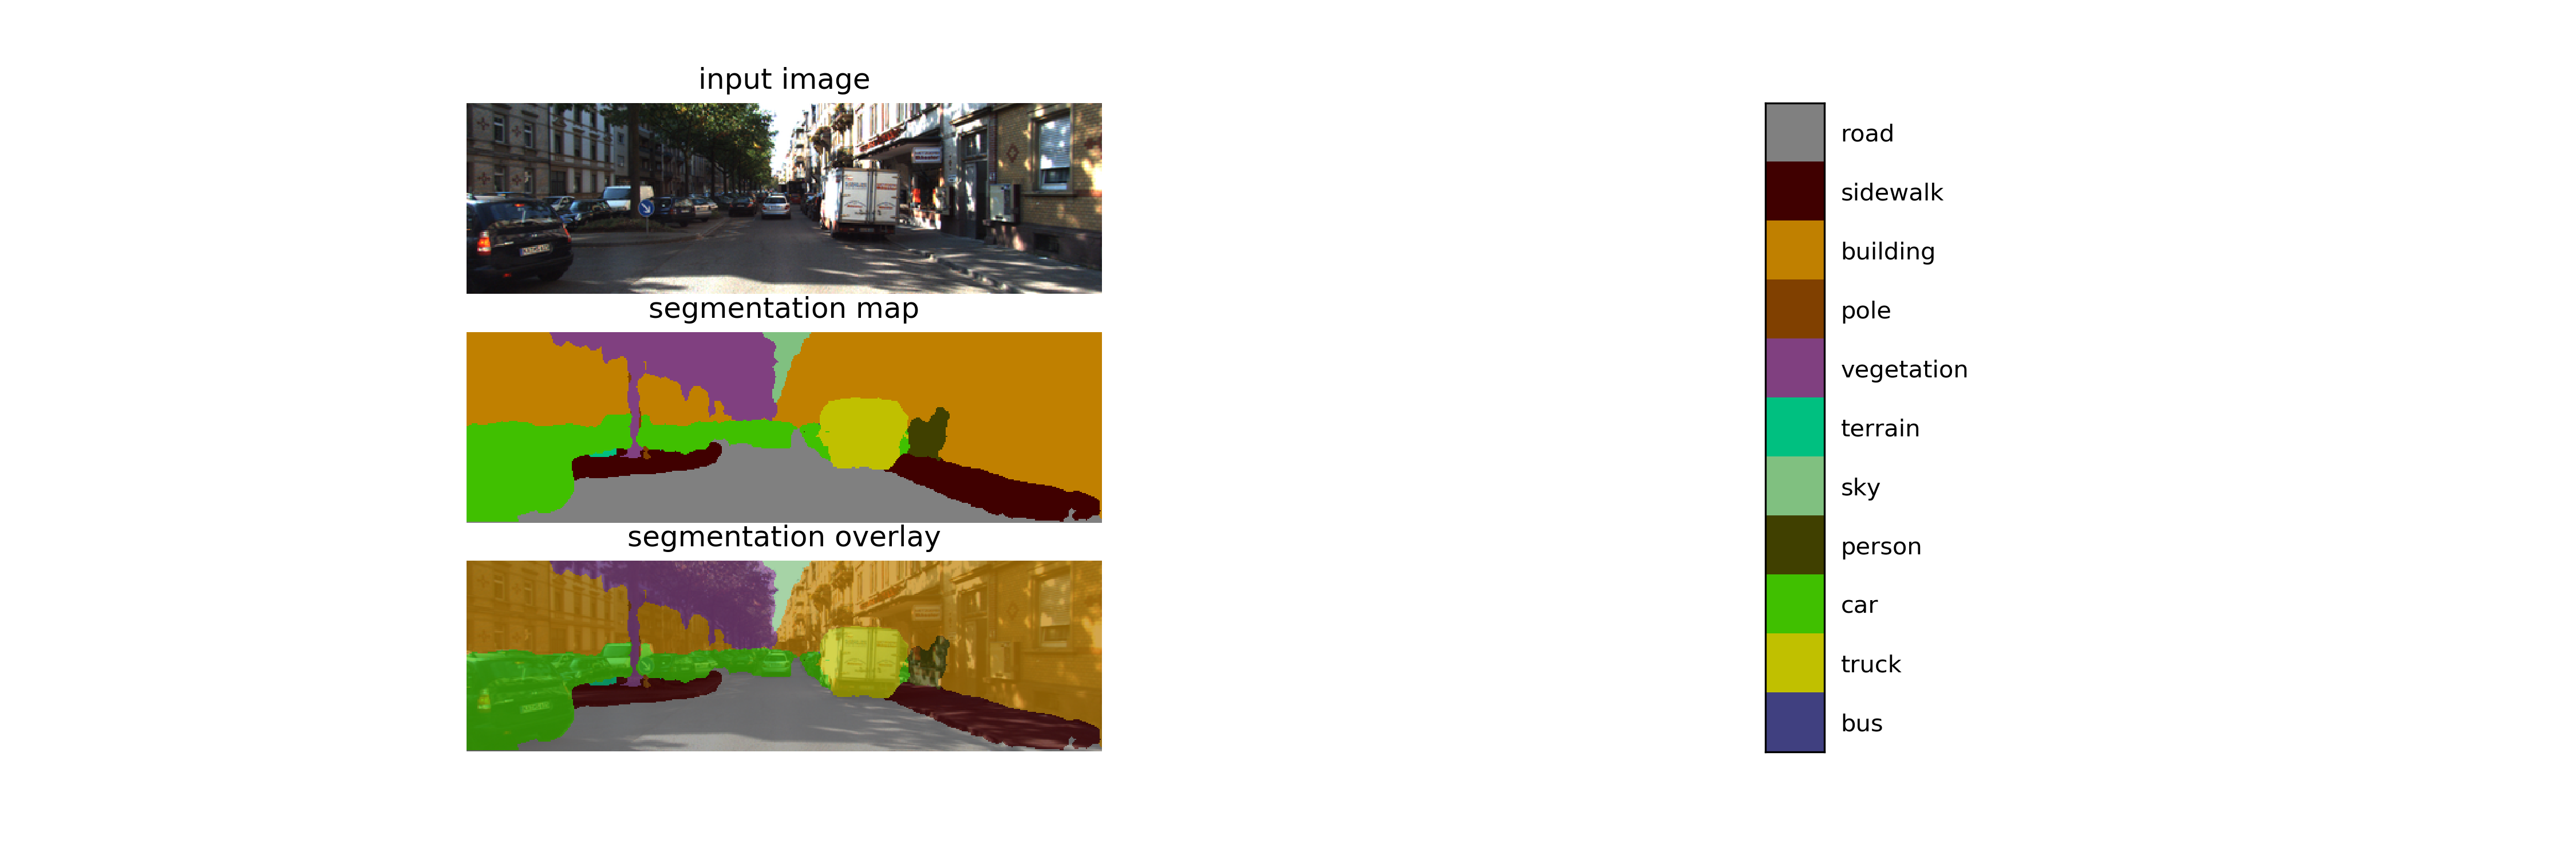 input image
segmentation map
segmentation overlay
road
sidewalk
building
pole
vegetation
terrain
sky
person
car
truck
bus